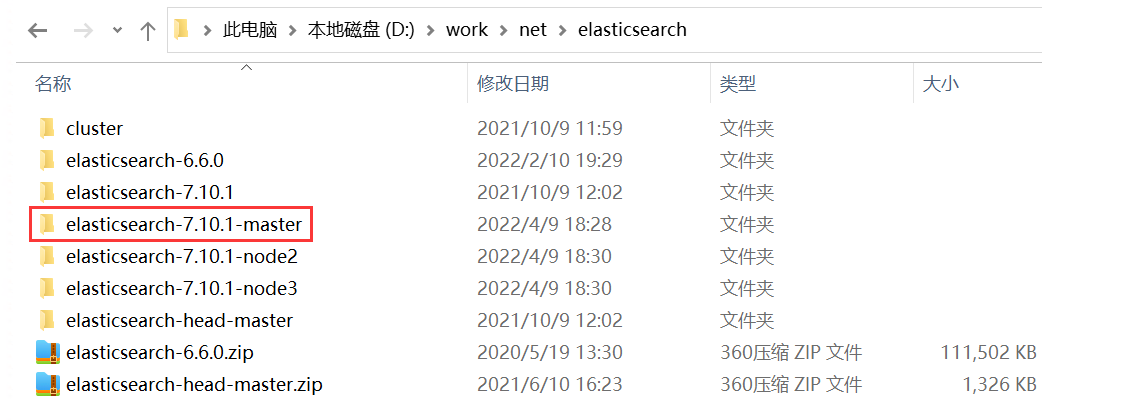 此电脑 > 本地磁盘 (D:) > work > net > elasticsearch
名称 修改日期 类型 大小
cluster 2021/10/9 11:59 文件夹
elasticsearch-6.6.0 2022/2/10 19:29 文件夹
elasticsearch-7.10.1 2021/10/9 12:02 文件夹
elasticsearch-7.10.1-master 2022/4/9 18:28 文件夹
elasticsearch-7.10.1-node2 2022/4/9 18:30 文件夹
elasticsearch-7.10.1-node3 2022/4/9 18:30 文件夹
elasticsearch-head-master 2021/10/9 12:02 文件夹
elasticsearch-6.6.0.zip 2020/5/19 13:30 360压缩 ZIP 文件 111,502 KB
elasticsearch-head-master.zip 2021/6/10 16:23 360压缩 ZIP 文件 1,326 KB